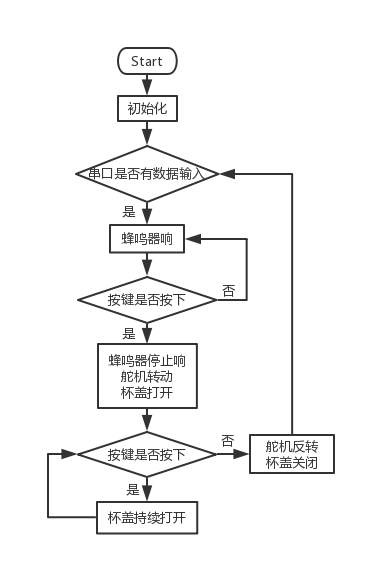 Start
初始化
串口是否有数据输入
是
蜂鸣器响
按键是否按下
否
是
蜂鸣器停止响
舵机转动
杯盖打开
按键是否按下
否
舵机反转
杯盖关闭
是
杯盖持续打开